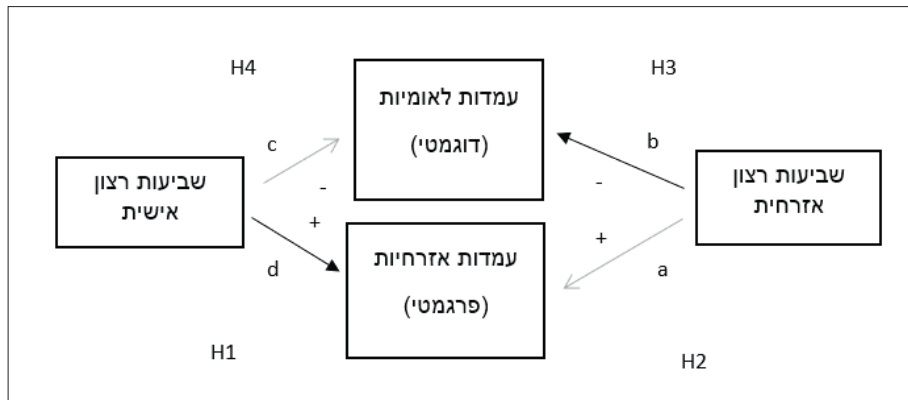 H3
H4
עמדות לאומיות
(דוגמטי)
b
c
שביעות רצון
אזרחית
שביעות רצון
אישית
-
-
+
+
עמדות אזרחיות
(פרגמטי)
a
d
H2
H1